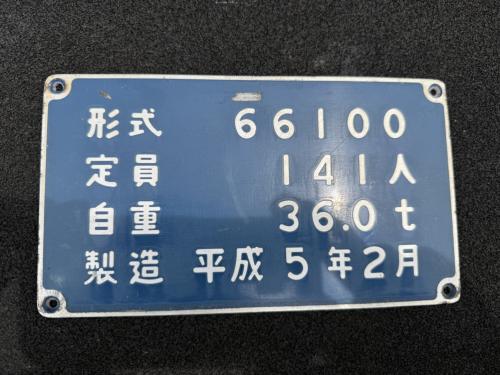 形式 66100
定員 141人
自重 36.0t
製造 平成5年2月